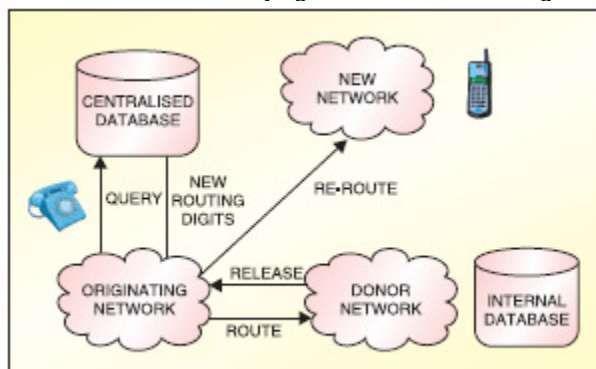 CENTRALISED
DATABASE
NEW
NETWORK
QUERY
NEW
ROUTING
DIGITS
RE-ROUTE
ORIGINATING
NETWORK
RELEASE
ROUTE
DONOR
NETWORK
INTERNAL
DATABASE